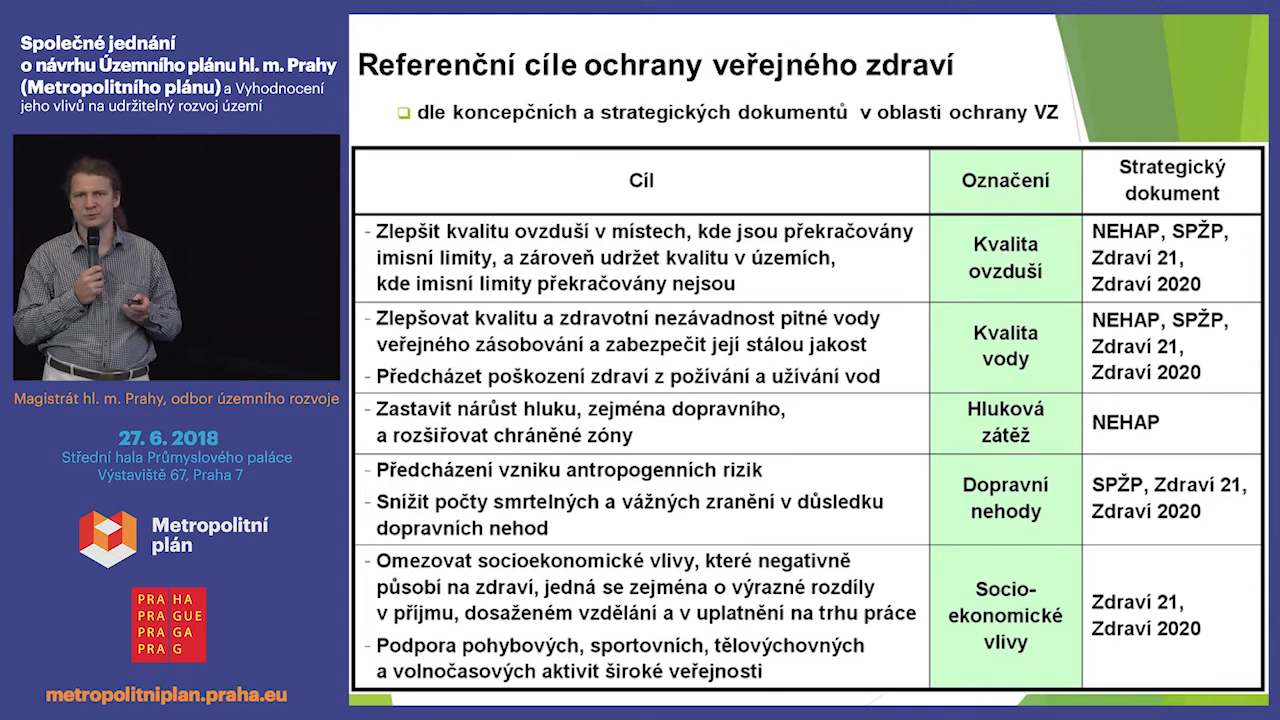 Společné jednání
o návrhu Územního plánu hl. m. Prahy
(Metropolitního plánu) a Vyhodnocení
jeho vlivů na udržitelný rozvoj území
Magistrát hl. m. Prahy, odbor územního rozvoje
27. 6. 2018
Střední hala Průmyslového paláce
Výstaviště 67, Praha 7
Metropolitní
plán
PRA HA
PRA GUE
PRA GA
PRA G
metropolitniplan.praha.eu
Referenční cíle ochrany veřejného zdraví
dle koncepčních a strategických dokumentů v oblasti ochrany VZ
Cíl
Označení
Strategický
dokument
- Zlepšit kvalitu ovzduší v místech, kde jsou překračovány
imisní limity, a zároveň udržet kvalitu v územích,
kde imisní limity překračovány nejsou
Kvalita
ovzduší
NEHAP, SPŽP,
Zdraví 21,
Zdraví 2020
- Zlepšovat kvalitu a zdravotní nezávadnost pitné vody
veřejného zásobování a zabezpečit její stálou jakost
- Předcházet poškození zdraví z požívání a užívání vod
Kvalita
vody
NEHAP, SPŽP,
Zdraví 21,
Zdraví 2020
- Zastavit nárůst hluku, zejména dopravního,
a rozšiřovat chráněné zóny
Hluková
zátěž
NEHAP
- Předcházení vzniku antropogenních rizik
- Snížit počty smrtelných a vážných zranění v důsledku
dopravních nehod
Dopravní
nehody
SPŽP, Zdraví 21,
Zdraví 2020
- Omezovat socioekonomické vlivy, které negativně
působí na zdraví, jedná se zejména o výrazné rozdíly
v příjmu, dosaženém vzdělání a v uplatnění na trhu práce
- Podpora pohybových, sportovních, tělovýchovných
a volnočasových aktivit široké veřejnosti
Socio-
ekonomické
vlivy
Zdraví 21,
Zdraví 2020